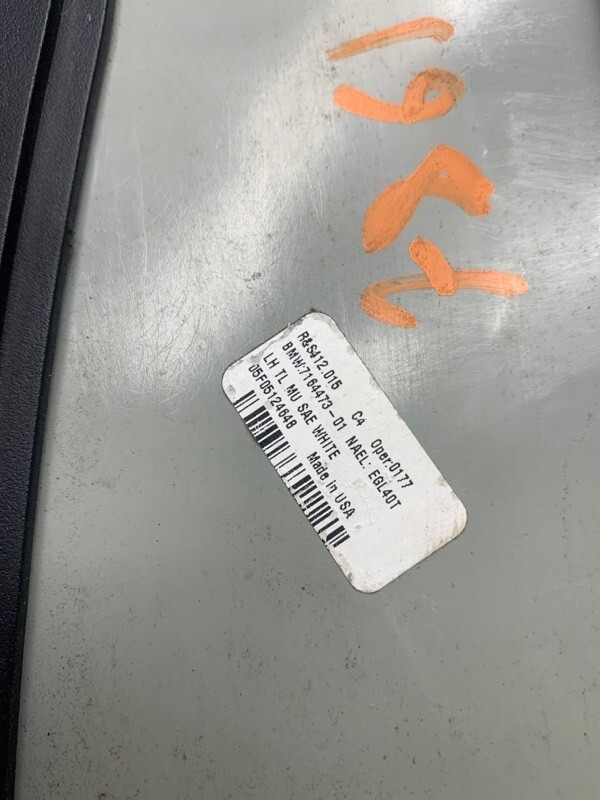 R&S412.015 C4 Oper:0177
BMW:7164473-01 NAEL: EGL40T
LH TL MU SAE WHITE
05F05124648 Made in USA